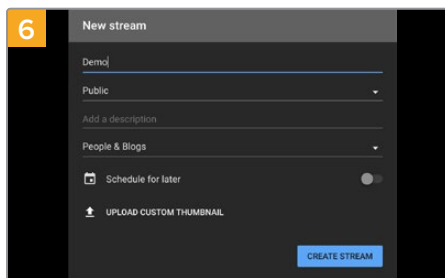 6
New stream
Demo
Public
Add a description
People & Blogs
Schedule for later
UPLOAD CUSTOM THUMBNAIL
CREATE STREAM